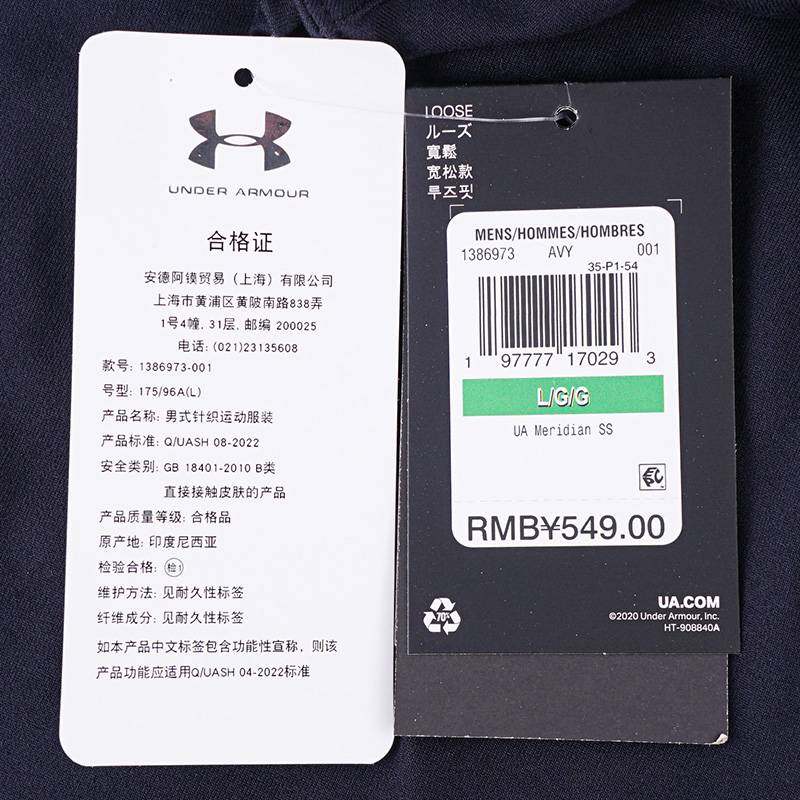 UNDER ARMOUR
合格证
安德阿镆贸易（上海）有限公司
上海市黄浦区黄陂南路838弄
1号4幢, 31层, 邮编 200025
电话: (021)23135608
款号: 1386973-001
号型: 175/96A(L)
产品名称: 男式针织运动服装
产品标准: Q/UASH 08-2022
安全类别: GB 18401-2010 B类
直接接触皮肤的产品
产品质量等级: 合格品
原产地: 印度尼西亚
检验合格: 检1
维护方法: 见耐久性标签
纤维成分: 见耐久性标签
如本产品中文标签包含功能性宣称，则该
产品功能应适用Q/UASH 04-2022标准
LOOSE
ルーズ
寬鬆
宽松款
루즈핏
MENS/HOMMES/HOMBRES
1386973 AVY 001
35-P1-54
1 97777 17029 3
L/G/G
UA Meridian SS
RMB¥549.00
70%
UA.COM
©2020 Under Armour, Inc.
HT-908840A